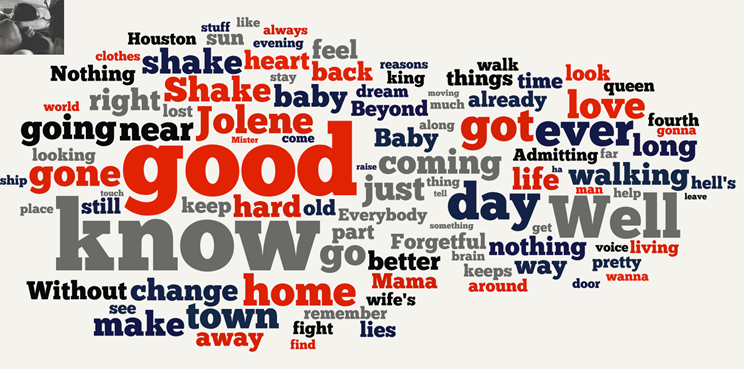 stuff like always
Houston sun evening
clothes shake heart feel reasons walk
Nothing stay back king things time look
world right lost Shake baby dream moving queen
going near Jolene Beyond much already love fourth
Mister come Baby along got ever gonna
looking good coming Admitting far long
ship gone raise just thing life ha walking hell's
touch tell man help leave
place still keep hard old Everybody day get Well
know part something
go Forgetful nothing voice living
better brain way pretty
Without change home Mama keeps wanna
wife's around door
see town remember
make fight lies
away find